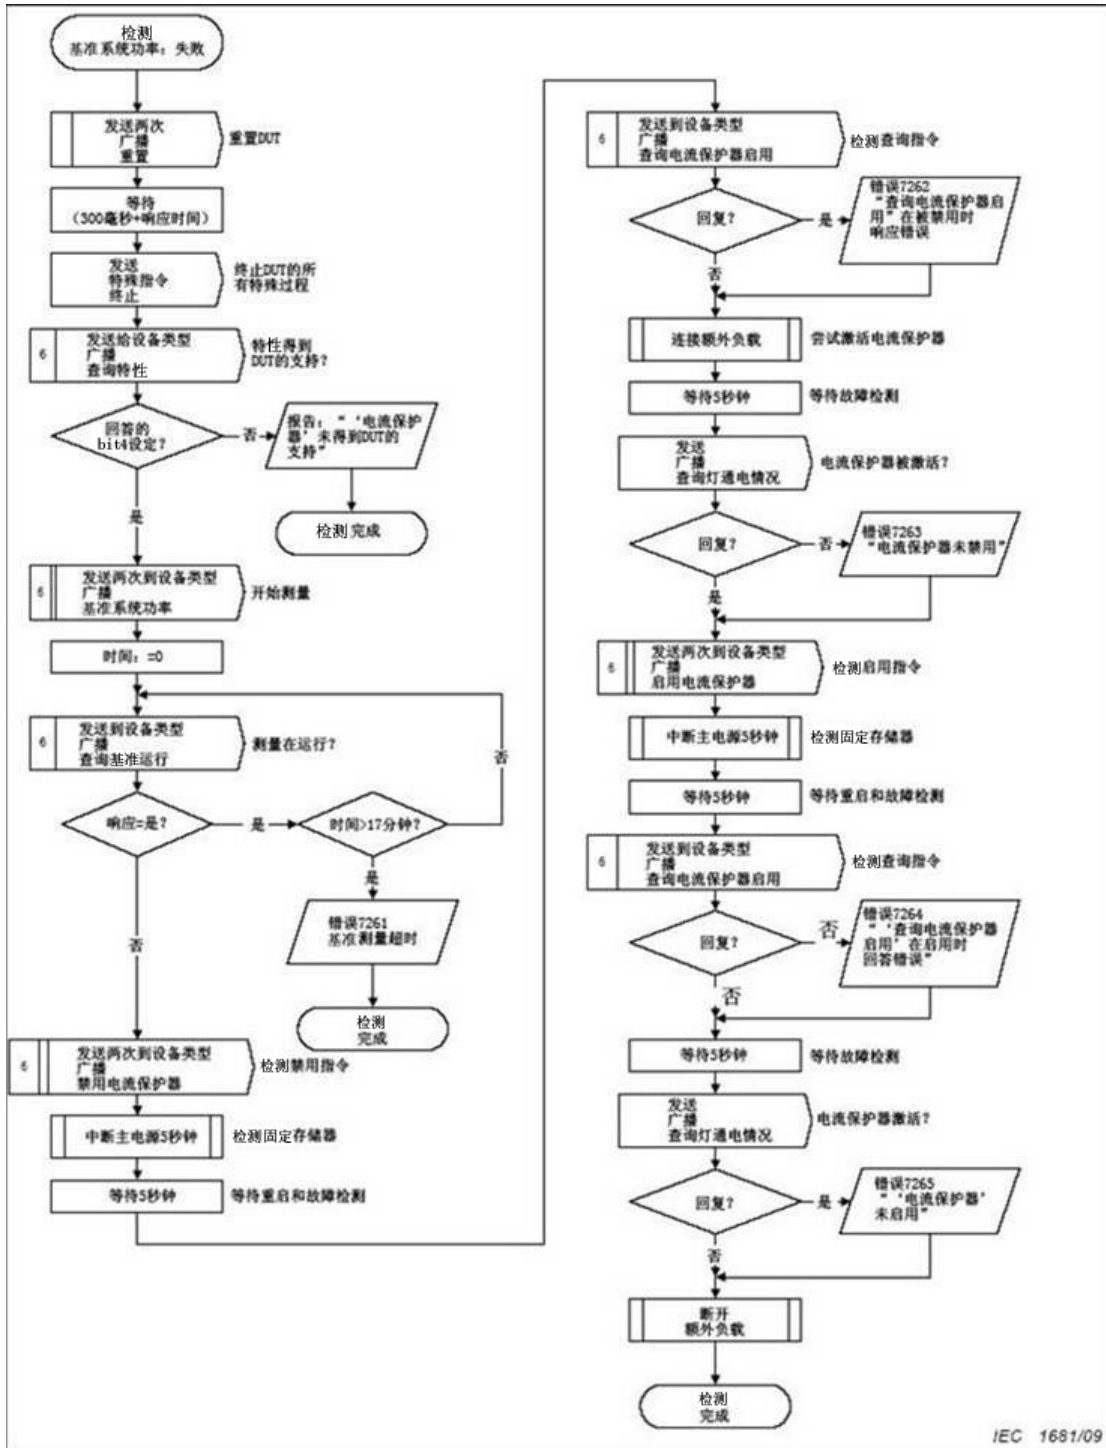 检测
基准系统功率：失败
发送两次
广播
重置
重置DUT
等待
（300毫秒+响应时间）
发送
特殊指令
终止
终止DUT的所
有特殊过程
6
发送给设备类型
广播
查询特性
特性得到
DUT的支持？
回答的
bit4设定？
否
报告：“‘电流保护
器’未得到DUT的
支持”
检测完成
是
6
发送两次到设备类型
广播
基准系统功率
开始测量
时间：=0
6
发送到设备类型
广播
查询基准运行
测量在运行？
否
响应=是？
是
时间>17分钟？
是
错误7261
基准测量超时
检测
完成
否
6
发送两次到设备类型
广播
禁用电流保护器
检测禁用指令
中断主电源5秒钟
检测固定存储器
等待5秒钟
等待重启和故障检测
6
发送到设备类型
广播
查询电流保护器启用
检测查询指令
回复？
是
错误7262
“查询电流保护器启
用”在被禁用时
响应错误
否
连接额外负载
尝试激活电流保护器
等待5秒钟
等待故障检测
发送
广播
查询灯通电情况
电流保护器被激活？
回复？
否
错误7263
“电流保护器未禁用”
是
6
发送两次到设备类型
广播
启用电流保护器
检测启用指令
中断主电源5秒钟
检测固定存储器
等待5秒钟
等待重启和故障检测
6
发送到设备类型
广播
查询电流保护器启用
检测查询指令
回复？
否
错误7264
“‘查询电流保护器
启用’在启用时
回答错误”
否
等待5秒钟
等待故障检测
发送
广播
查询灯通电情况
电流保护器激活？
回复？
是
错误7265
“‘电流保护器’
未启用”
否
断开
额外负载
检测
完成
IEC 1681/09